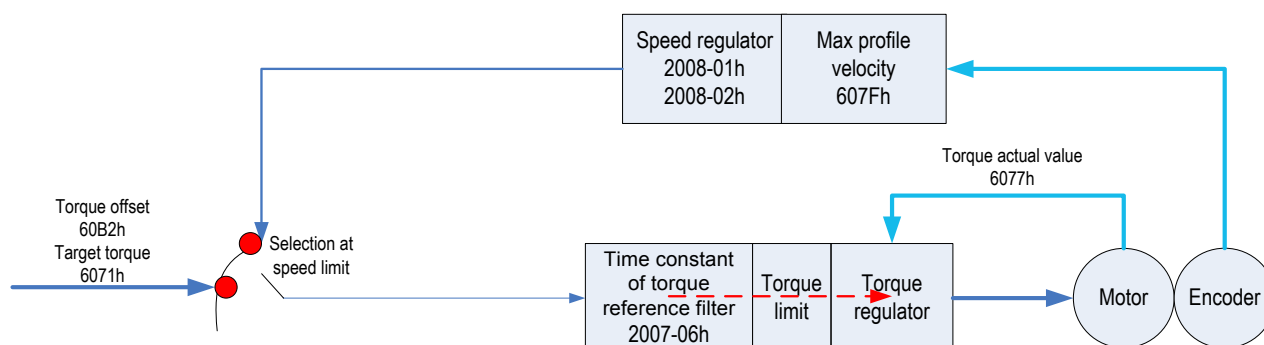 Speed regulator
2008-01h
2008-02h
Max profile
velocity
607Fh
Torque actual value
6077h
Torque offset
60B2h
Target torque
6071h
Selection at
speed limit
Time constant
of torque
reference filter
2007-06h
Torque
limit
Torque
regulator
Motor
Encoder